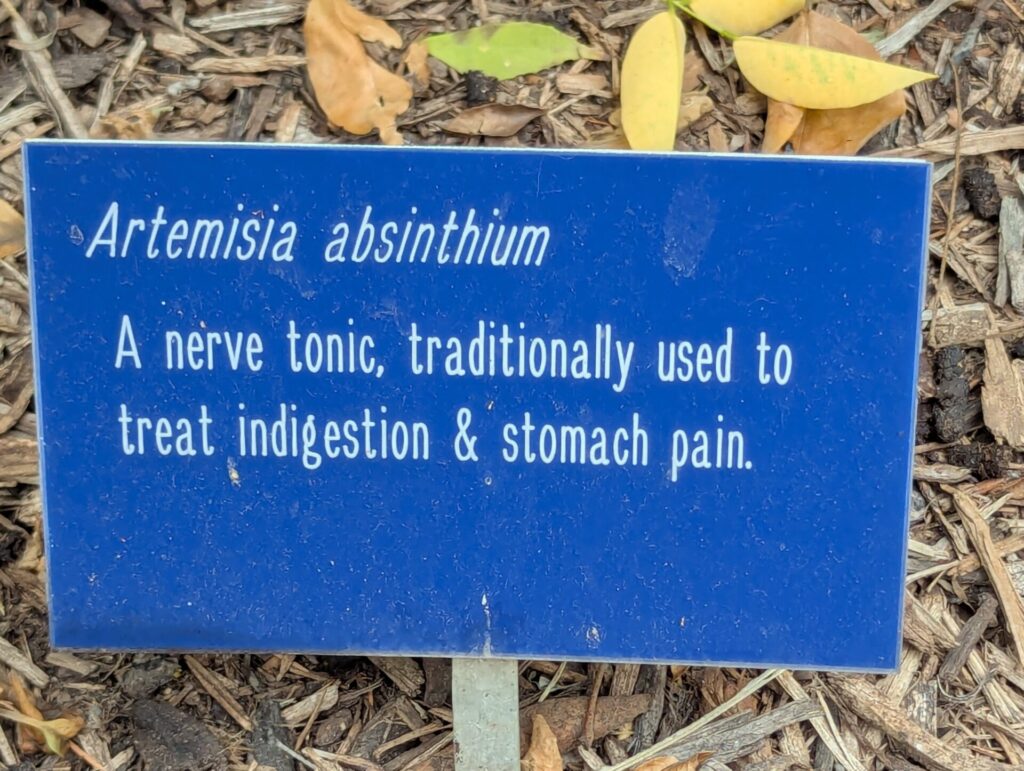 Artemisia absinthium
A nerve tonic, traditionally used to
treat indigestion & stomach pain.